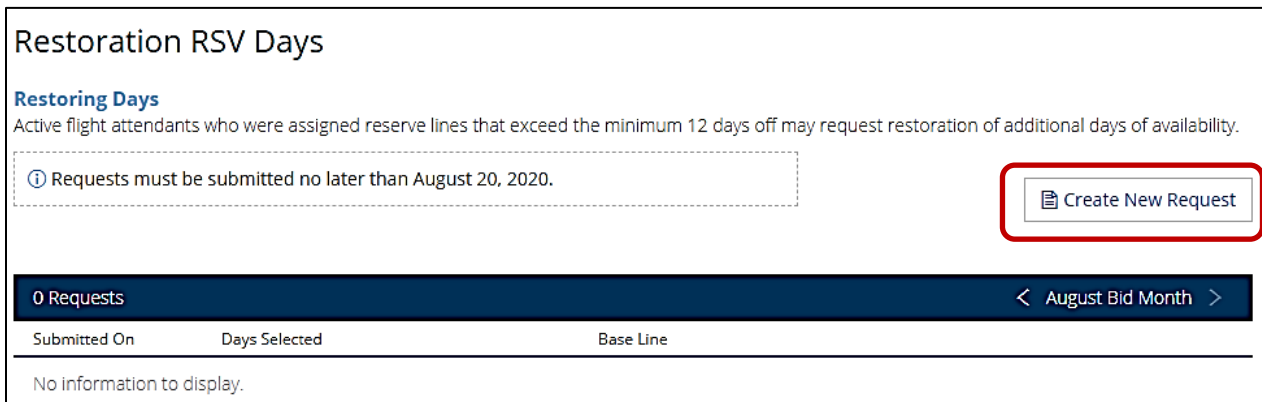 Restoration RSV Days
Restoring Days
Active flight attendants who were assigned reserve lines that exceed the minimum 12 days off may request restoration of additional days of availability.
Requests must be submitted no later than August 20, 2020.
Create New Request
0 Requests
< August Bid Month >
Submitted On Days Selected Base Line
No information to display.